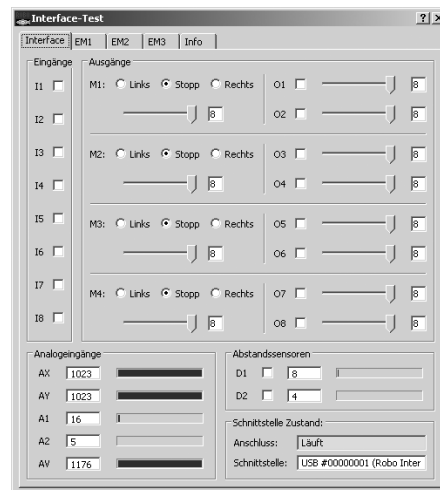 Interface-Test
Interface EM1 EM2 EM3 Info
Eingänge
I1
I2
I3
I4
I5
I6
I7
I8
Ausgänge
M1: Links Stopp Rechts
8
O1 8
O2 8
M2: Links Stopp Rechts
8
O3 8
O4 8
M3: Links Stopp Rechts
8
O5 8
O6 8
M4: Links Stopp Rechts
8
O7 8
O8 8
Analogeingänge
AX 1023
AY 1023
A1 16
A2 5
AV 1176
Abstandssensoren
D1 8
D2 4
Schnittstelle Zustand:
Anschluss: Läuft
Schnittstelle: USB #00000001 (Robo Inter